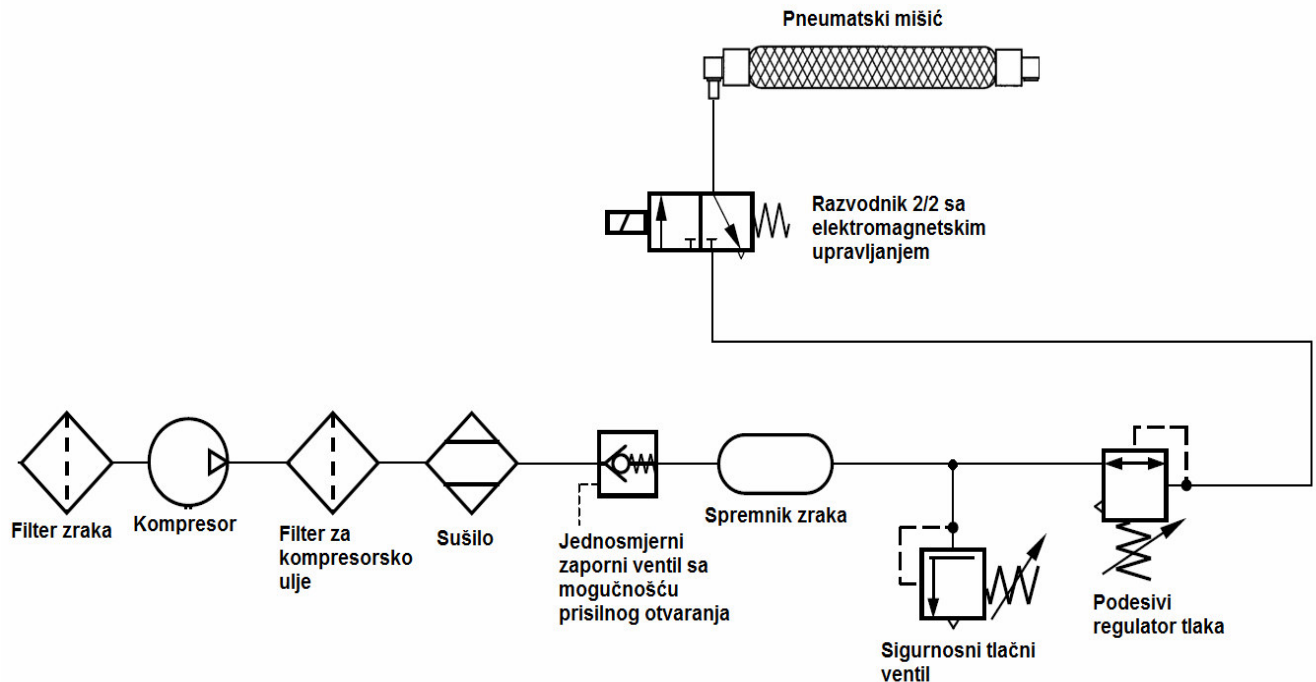 Pneumatski mišić
Razvodnik 2/2 sa
elektromagnetskim
upravljanjem
Filter zraka
Kompresor
Filter za
kompresorsko
ulje
Sušilo
Jednosmjerni
zaporni ventil sa
mogučnošću
prisilnog otvaranja
Spremnik zraka
Sigurnosni tlačni
ventil
Podesivi
regulator tlaka